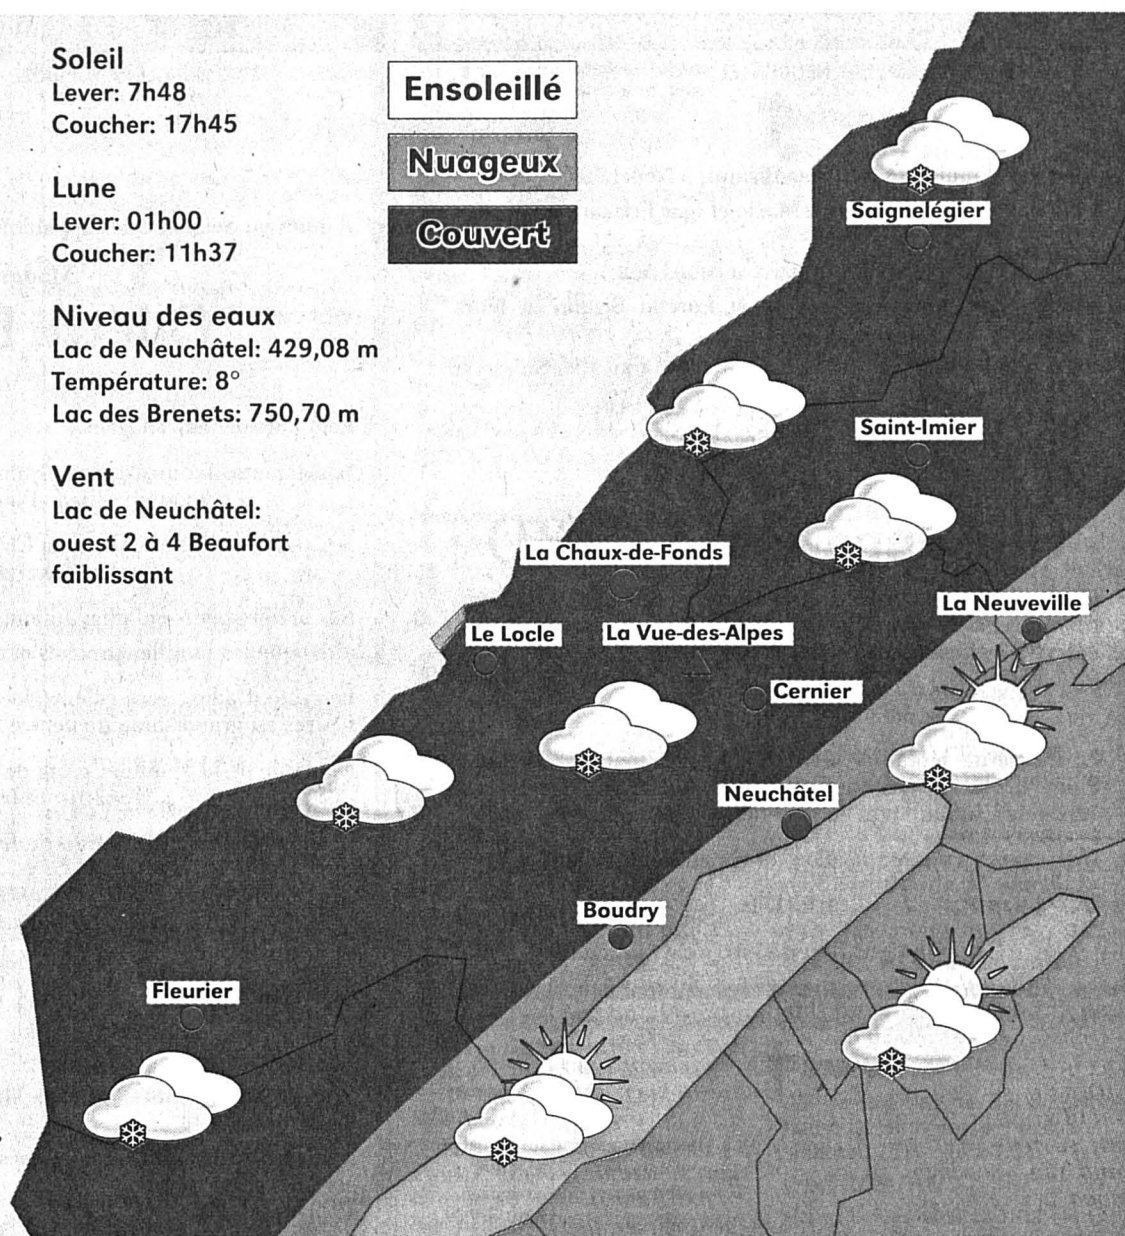 Soleil
Lever: 7h48
Coucher: 17h45
Lune
Lever: 01h00
Coucher: 11h37
Niveau des eaux
Lac de Neuchâtel: 429,08 m
Température: 8°
Lac des Brenets: 750,70 m
Vent
Lac de Neuchâtel:
ouest 2 à 4 Beaufort
faiblissant
Ensoleillé
Nuageux
Couvert
Saignelégier
Saint-Imier
La Chaux-de-Fonds
La Neuveville
Le Locle
La Vue-des-Alpes
Cernier
Neuchâtel
Boudry
Fleurier